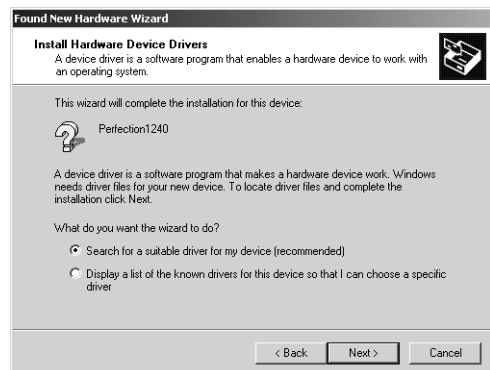 Found New Hardware Wizard
Install Hardware Device Drivers
A device driver is a software program that enables a hardware device to work with
an operating system.
This wizard will complete the installation for this device:
Perfection1240
A device driver is a software program that makes a hardware device work. Windows
needs driver files for your new device. To locate driver files and complete the
installation click Next.
What do you want the wizard to do?
Search for a suitable driver for my device (recommended)
Display a list of the known drivers for this device so that I can choose a specific
driver
< Back Next > Cancel